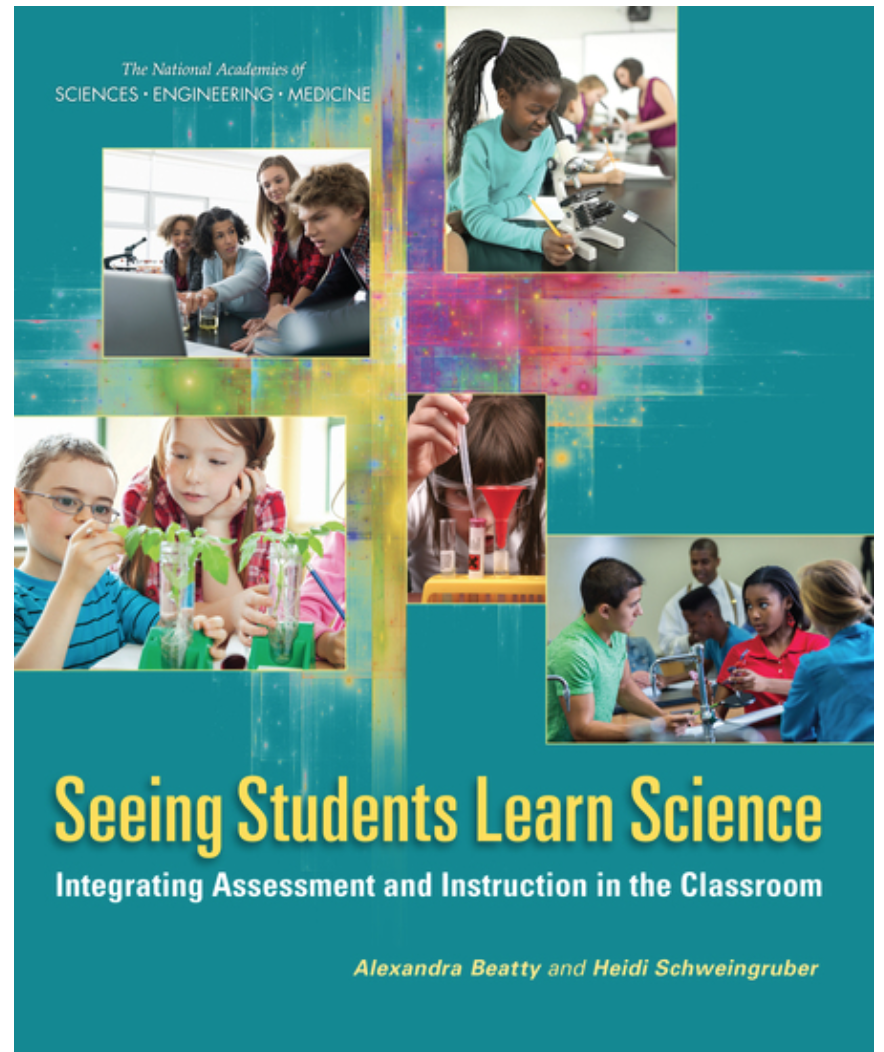 The National Academies of
SCIENCES • ENGINEERING • MEDICINE
Seeing Students Learn Science
Integrating Assessment and Instruction in the Classroom
Alexandra Beatty and Heidi Schweingruber